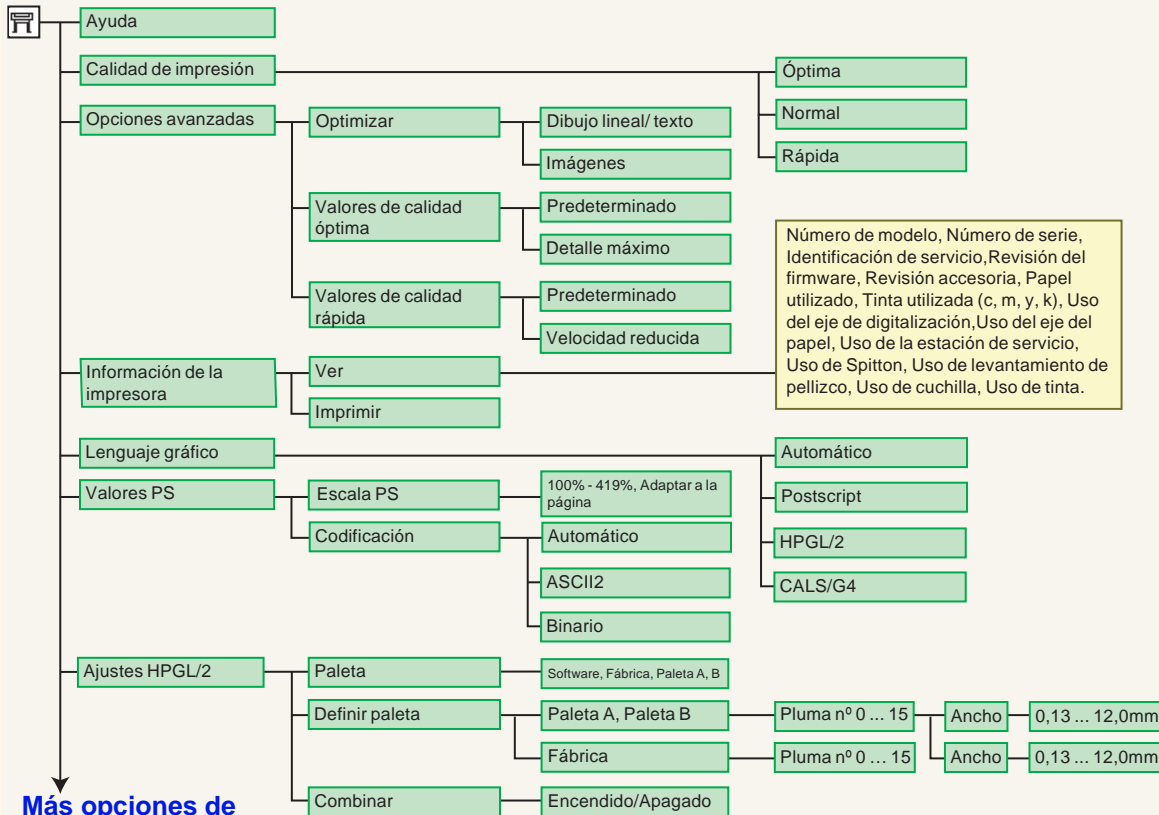 Ayuda
Calidad de impresión
Óptima
Normal
Rápida
Opciones avanzadas
Optimizar
Dibujo lineal/ texto
Imágenes
Valores de calidad
óptima
Predeterminado
Detalle máximo
Valores de calidad
rápida
Predeterminado
Velocidad reducida
Información de la
impresora
Ver
Imprimir
Número de modelo, Número de serie,
Identificación de servicio,Revisión del
firmware, Revisión accesoria, Papel
utilizado, Tinta utilizada (c, m, y, k), Uso
del eje de digitalización,Uso del eje del
papel, Uso de la estación de servicio,
Uso de Spitton, Uso de levantamiento de
pellizco, Uso de cuchilla, Uso de tinta.
Lenguaje gráfico
Automático
Postscript
HPGL/2
CALS/G4
Valores PS
Escala PS
100% - 419%, Adaptar a la
página
Codificación
Automático
ASCII2
Binario
Ajustes HPGL/2
Paleta
Software, Fábrica, Paleta A, B
Definir paleta
Paleta A, Paleta B
Pluma nº 0 ... 15
Ancho
0,13 ... 12,0mm
Fábrica
Pluma nº 0 ... 15
Ancho
0,13 ... 12,0mm
Combinar
Encendido/Apagado
Más opciones de